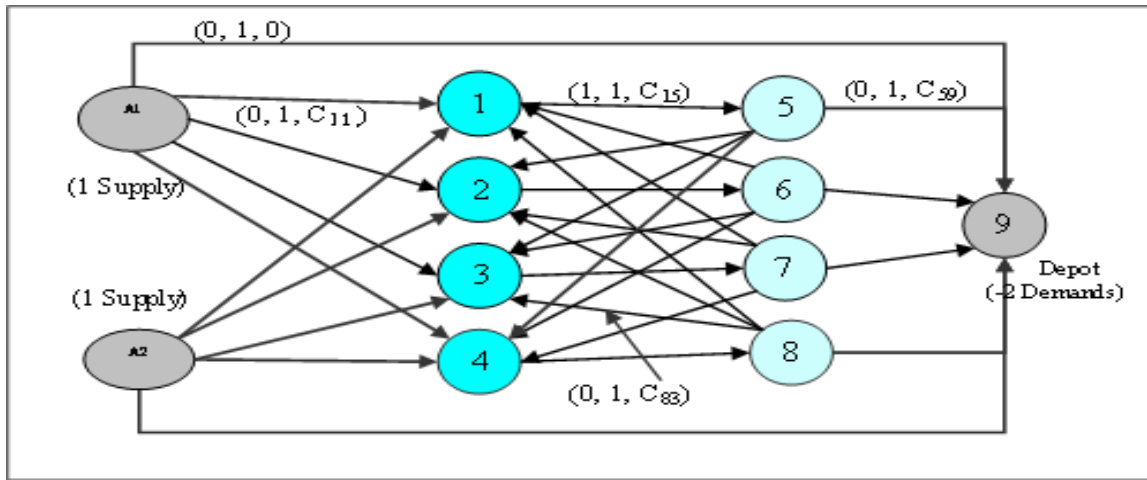 (0, 1, 0)
A1
(0, 1, C11)
1
(1, 1, C15)
5
(0, 1, C59)
(1 Supply)
2
6
9
3
7
Depot
(-2 Demands)
(1 Supply)
A2
4
8
(0, 1, C83)